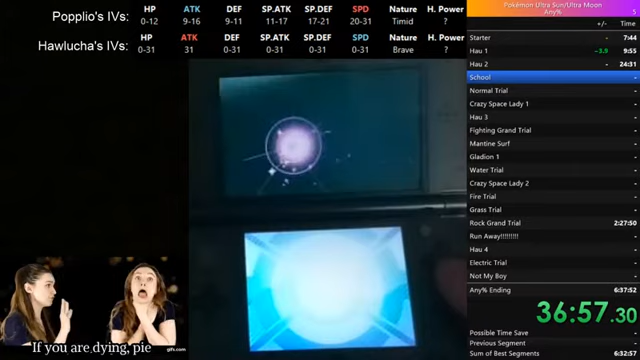 HP ATK DEF SP.ATK SP.DEF SPD Nature H. Power
Popplio's IVs: 0-12 9-16 9-11 11-17 17-21 20-31 Timid ?
HP ATK DEF SP.ATK SP.DEF SPD Nature H. Power
Hawlucha's IVs: 0-31 31 0-31 0-31 0-31 0-31 Brave ?
If you are dying, pie
gifs.com
Pokémon Ultra Sun/Ultra Moon
Any% 5
+/- Time
Starter - 7:44
Hau 1 -3.9 9:55
Hau 2 - 24:31
School -
Normal Trial -
Crazy Space Lady 1 -
Hau 3 -
Fighting Grand Trial -
Mantine Surf -
Gladion 1 -
Water Trial -
Crazy Space Lady 2 -
Fire Trial -
Grass Trial -
Rock Grand Trial 2:27:50
Run Away!!!!!!!!! -
Hau 4 -
Electric Trial -
Not My Boy -
Any% Ending 6:37:52
36:57.30
Possible Time Save -
Previous Segment -
Sum of Best Segments 6:32:57